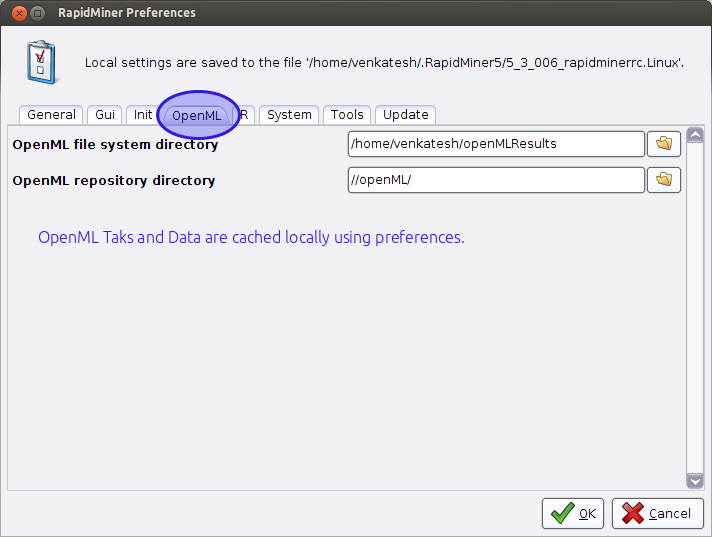 RapidMiner Preferences
Local settings are saved to the file '/home/venkatesh/.RapidMiner5/5_3_006_rapidminerrc.Linux'.
General Gui Init OpenML R System Tools Update
OpenML file system directory /home/venkatesh/openMLResults
OpenML repository directory //openML/
OpenML Taks and Data are cached locally using preferences.
OK Cancel